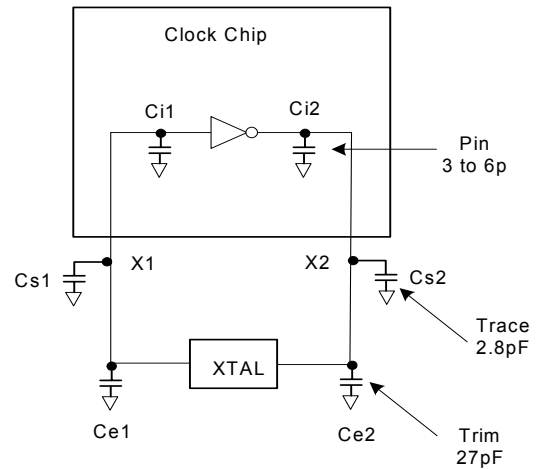 Clock Chip
Ci1
Ci2
Pin
3 to 6p
X1
X2
Cs1
Cs2
Trace
2.8pF
XTAL
Ce1
Ce2
Trim
27pF